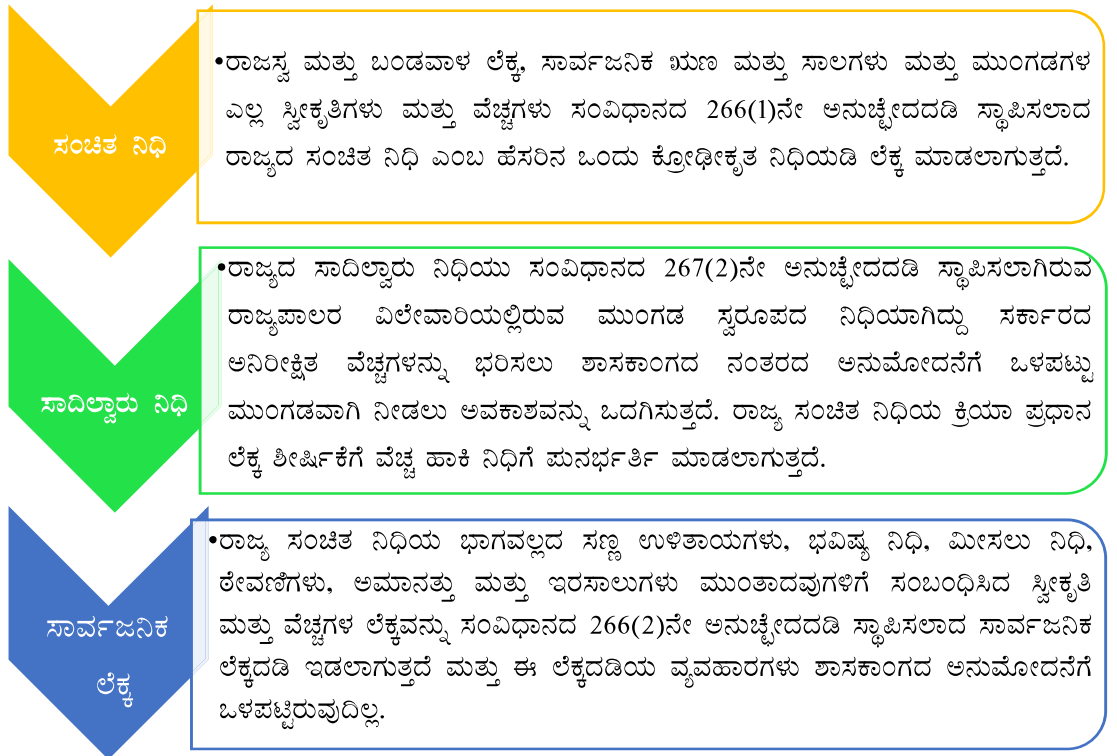 ಸಂಚಿತ ನಿಧಿ
•ರಾಜಸ್ವ ಮತ್ತು ಬಂಡವಾಳ ಲೆಕ್ಕ, ಸಾರ್ವಜನಿಕ ಋಣ ಮತ್ತು ಸಾಲಗಳು ಮತ್ತು ಮುಂಗಡಗಳ
ಎಲ್ಲ ಸ್ವೀಕೃತಿಗಳು ಮತ್ತು ವೆಚ್ಚಗಳು ಸಂವಿಧಾನದ 266(1)ನೇ ಅನುಚ್ಛೇದದಡಿ ಸ್ಥಾಪಿಸಲಾದ
ರಾಜ್ಯದ ಸಂಚಿತ ನಿಧಿ ಎಂಬ ಹೆಸರಿನ ಒಂದು ಕ್ರೋಢೀಕೃತ ನಿಧಿಯಡಿ ಲೆಕ್ಕ ಮಾಡಲಾಗುತ್ತದೆ.
ಸಾದಿಲ್ವಾರು ನಿಧಿ
•ರಾಜ್ಯದ ಸಾದಿಲ್ವಾರು ನಿಧಿಯು ಸಂವಿಧಾನದ 267(2)ನೇ ಅನುಚ್ಛೇದದಡಿ ಸ್ಥಾಪಿಸಲಾಗಿರುವ
ರಾಜ್ಯಪಾಲರ ವಿಲೇವಾರಿಯಲ್ಲಿರುವ ಮುಂಗಡ ಸ್ವರೂಪದ ನಿಧಿಯಾಗಿದ್ದು ಸರ್ಕಾರದ
ಅನಿರೀಕ್ಷಿತ ವೆಚ್ಚಗಳನ್ನು ಭರಿಸಲು ಶಾಸಕಾಂಗದ ನಂತರದ ಅನುಮೋದನೆಗೆ ಒಳಪಟ್ಟು
ಮುಂಗಡವಾಗಿ ನೀಡಲು ಅವಕಾಶವನ್ನು ಒದಗಿಸುತ್ತದೆ. ರಾಜ್ಯ ಸಂಚಿತ ನಿಧಿಯ ಕ್ರಿಯಾ ಪ್ರಧಾನ
ಲೆಕ್ಕ ಶೀರ್ಷಿಕೆಗೆ ವೆಚ್ಚ ಹಾಕಿ ನಿಧಿಗೆ ಪುನರ್ಭರ್ತಿ ಮಾಡಲಾಗುತ್ತದೆ.
ಸಾರ್ವಜನಿಕ
ಲೆಕ್ಕ
•ರಾಜ್ಯ ಸಂಚಿತ ನಿಧಿಯ ಭಾಗವಲ್ಲದ ಸಣ್ಣ ಉಳಿತಾಯಗಳು, ಭವಿಷ್ಯ ನಿಧಿ, ಮೀಸಲು ನಿಧಿ,
ಠೇವಣಿಗಳು, ಅಮಾನತ್ತು ಮತ್ತು ಇರಸಾಲುಗಳು ಮುಂತಾದವುಗಳಿಗೆ ಸಂಬಂಧಿಸಿದ ಸ್ವೀಕೃತಿ
ಮತ್ತು ವೆಚ್ಚಗಳ ಲೆಕ್ಕವನ್ನು ಸಂವಿಧಾನದ 266(2)ನೇ ಅನುಚ್ಛೇದದಡಿ ಸ್ಥಾಪಿಸಲಾದ ಸಾರ್ವಜನಿಕ
ಲೆಕ್ಕದಡಿ ಇಡಲಾಗುತ್ತದೆ ಮತ್ತು ಈ ಲೆಕ್ಕದಡಿಯ ವ್ಯವಹಾರಗಳು ಶಾಸಕಾಂಗದ ಅನುಮೋದನೆಗೆ
ಒಳಪಟ್ಟಿರುವುದಿಲ್ಲ.